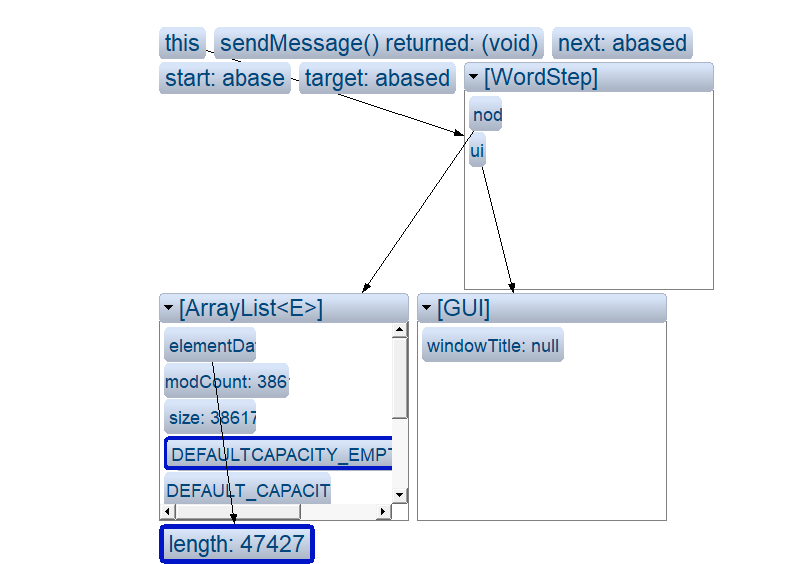 this sendMessage() returned: (void) next: abased
start: abase target: abased [WordStep]
nod
ui
[ArrayList<E>] [GUI]
elementDa windowTitle: null
modCount: 386
size: 38617
DEFAULTCAPACITY_EMPT
DEFAULT_CAPACIT
length: 47427